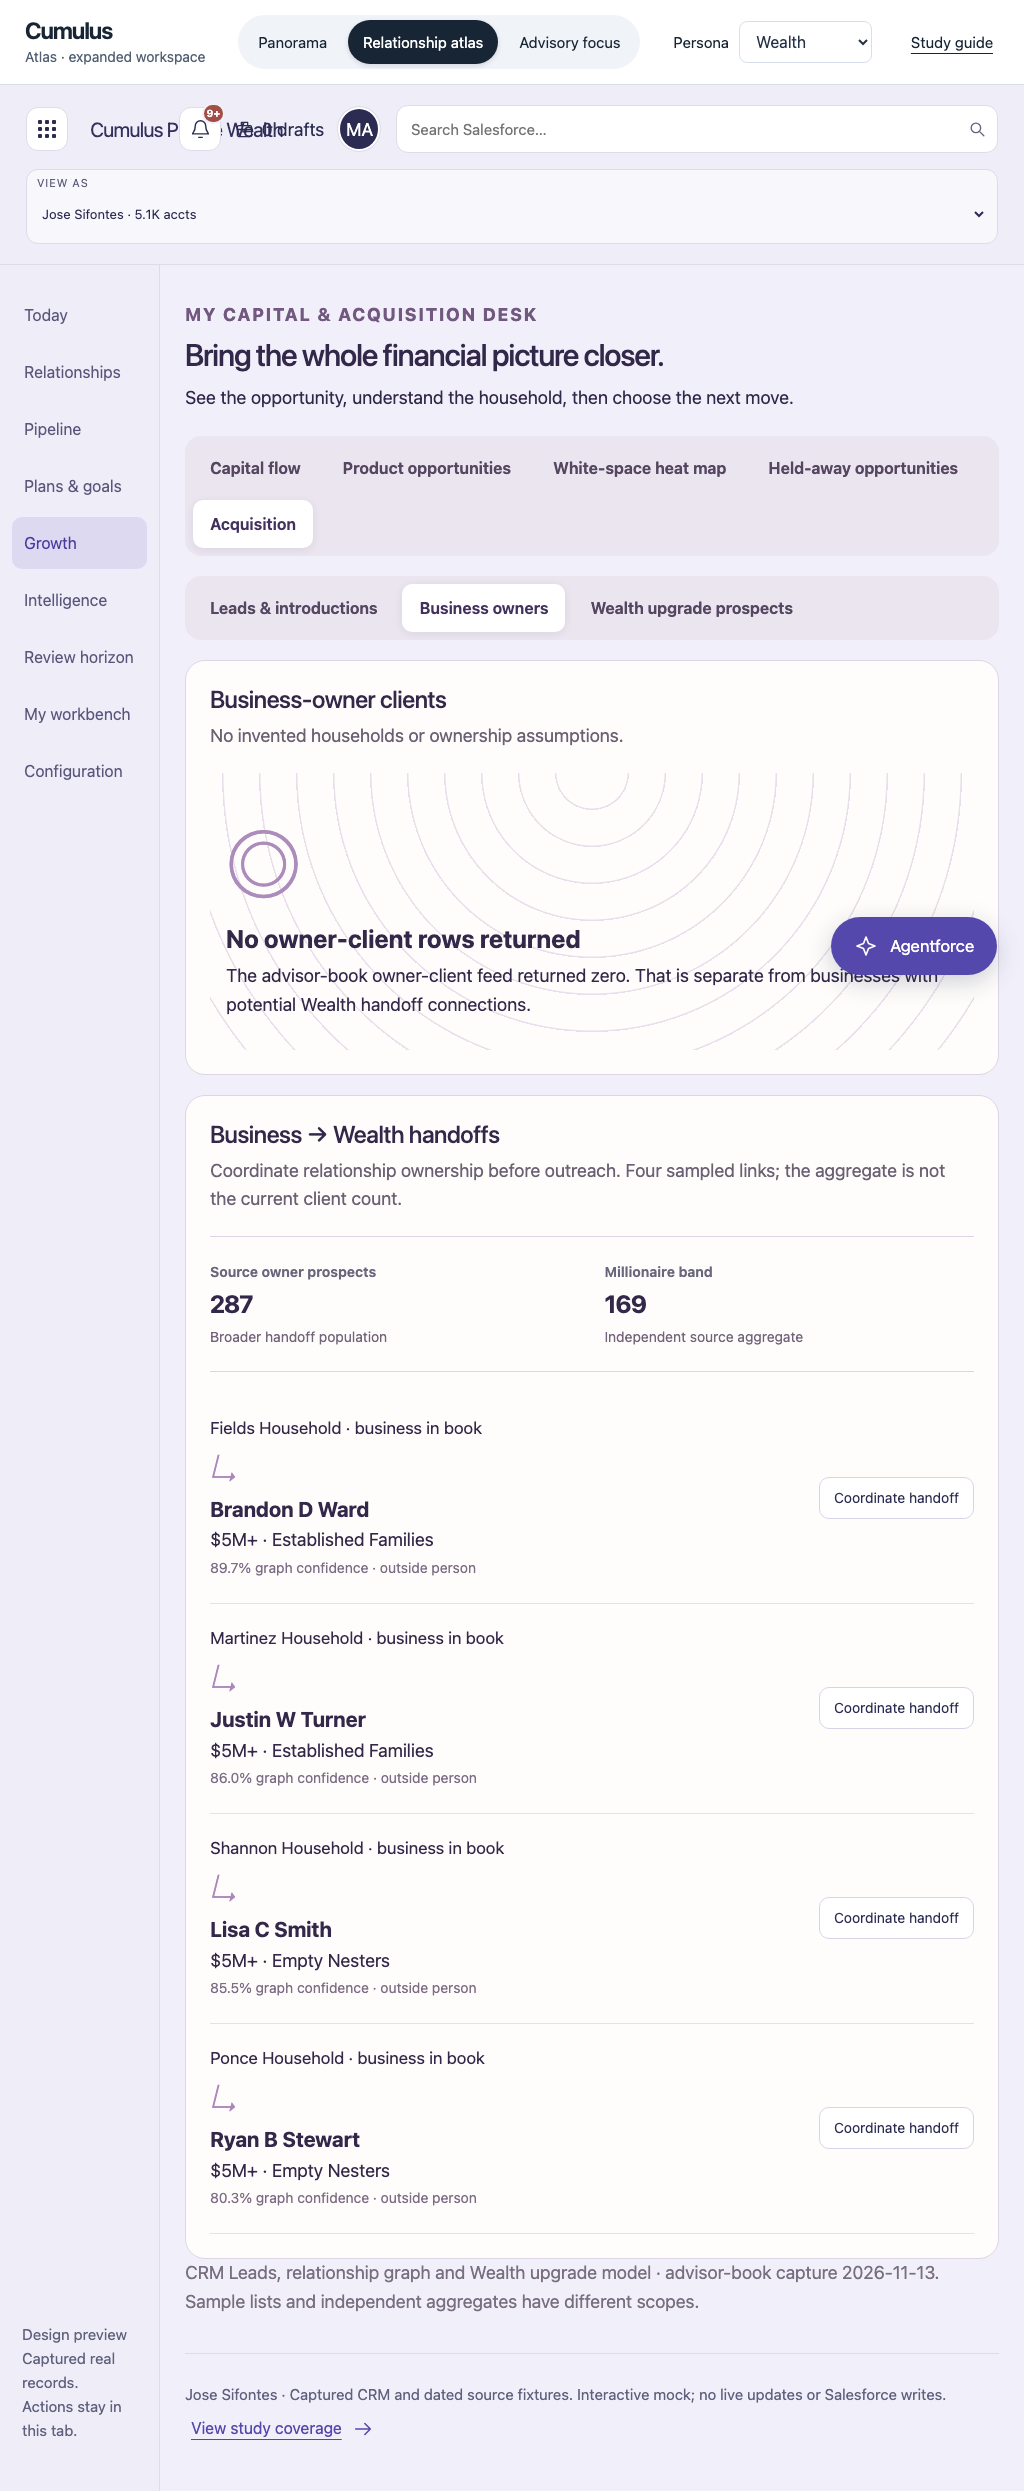 Cumulus
Atlas · expanded workspace
Panorama
Relationship atlas
Advisory focus
Persona
Wealth
Study guide
Cumulus P
Wealth
9+
drafts
MA
Search Salesforce...
VIEW AS
Jose Sifontes · 5.1K accts
Today
Relationships
Pipeline
Plans & goals
Growth
Intelligence
Review horizon
My workbench
Configuration
MY CAPITAL & ACQUISITION DESK
Bring the whole financial picture closer.
See the opportunity, understand the household, then choose the next move.
Capital flow
Product opportunities
White-space heat map
Held-away opportunities
Acquisition
Leads & introductions
Business owners
Wealth upgrade prospects
Business-owner clients
No invented households or ownership assumptions.
No owner-client rows returned
Agentforce
The advisor-book owner-client feed returned zero. That is separate from businesses with
potential Wealth handoff connections.
Business → Wealth handoffs
Coordinate relationship ownership before outreach. Four sampled links; the aggregate is not
the current client count.
Source owner prospects
287
Broader handoff population
Millionaire band
169
Independent source aggregate
Fields Household · business in book
Brandon D Ward
$5M+ · Established Families
89.7% graph confidence · outside person
Coordinate handoff
Martinez Household · business in book
Justin W Turner
$5M+ · Established Families
86.0% graph confidence · outside person
Coordinate handoff
Shannon Household · business in book
Lisa C Smith
$5M+ · Empty Nesters
85.5% graph confidence · outside person
Coordinate handoff
Ponce Household · business in book
Ryan B Stewart
$5M+ · Empty Nesters
80.3% graph confidence · outside person
Coordinate handoff
CRM Leads, relationship graph and Wealth upgrade model · advisor-book capture 2026-11-13.
Sample lists and independent aggregates have different scopes.
Design preview
Captured real
records.
Actions stay in
this tab.
Jose Sifontes · Captured CRM and dated source fixtures. Interactive mock; no live updates or Salesforce writes.
View study coverage →